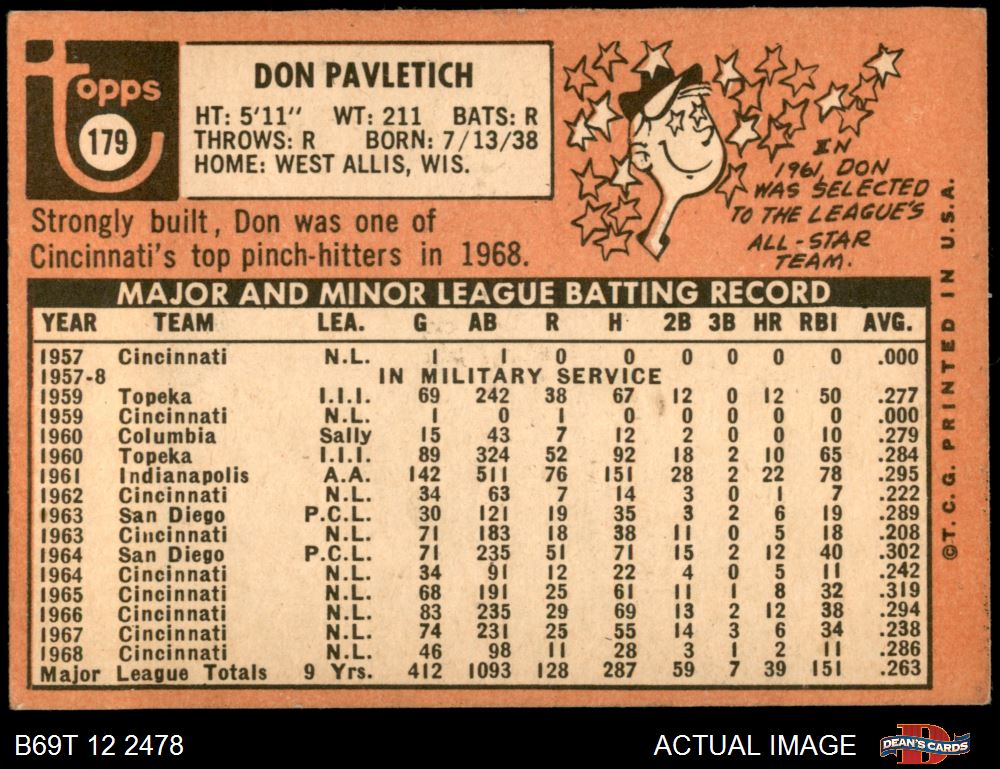 topps
179
DON PAVLETICH
HT: 5'11" WT: 211 BATS: R
THROWS: R BORN: 7/13/38
HOME: WEST ALLIS, WIS.
Strongly built, Don was one of
Cincinnati's top pinch-hitters in 1968.
IN
1961, DON
WAS SELECTED
TO THE LEAGUE'S
ALL-STAR
TEAM.
MAJOR AND MINOR LEAGUE BATTING RECORD
YEAR TEAM LEA. G AB R H 2B 3B HR RBI AVG.
1957 Cincinnati N.L. 1 1 0 0 0 0 0 0 .000
1957-8 IN MILITARY SERVICE
1959 Topeka I.I.I. 69 242 38 67 12 0 12 50 .277
1959 Cincinnati N.L. 1 0 1 0 0 0 0 0 .000
1960 Columbia Sally 15 43 7 12 2 0 0 10 .279
1960 Topeka I.I.I. 89 324 52 92 18 2 10 65 .284
1961 Indianapolis A.A. 142 511 76 151 28 2 22 78 .295
1962 Cincinnati N.L. 34 63 7 14 3 0 1 7 .222
1963 San Diego P.C.L. 30 121 19 35 3 2 6 19 .289
1963 Cincinnati N.L. 71 183 18 38 11 0 5 18 .208
1964 San Diego P.C.L. 71 235 51 71 15 2 12 40 .302
1964 Cincinnati N.L. 34 91 12 22 4 0 5 11 .242
1965 Cincinnati N.L. 68 191 25 61 11 1 8 32 .319
1966 Cincinnati N.L. 83 235 29 69 13 2 12 38 .294
1967 Cincinnati N.L. 74 231 25 55 14 3 6 34 .238
1968 Cincinnati N.L. 46 98 11 28 3 1 2 11 .286
Major League Totals 9 Yrs. 412 1093 128 287 59 7 39 151 .263
©T.C.G. PRINTED IN U.S.A.
B69T 12 2478
ACTUAL IMAGE
DEAN'S CARDS